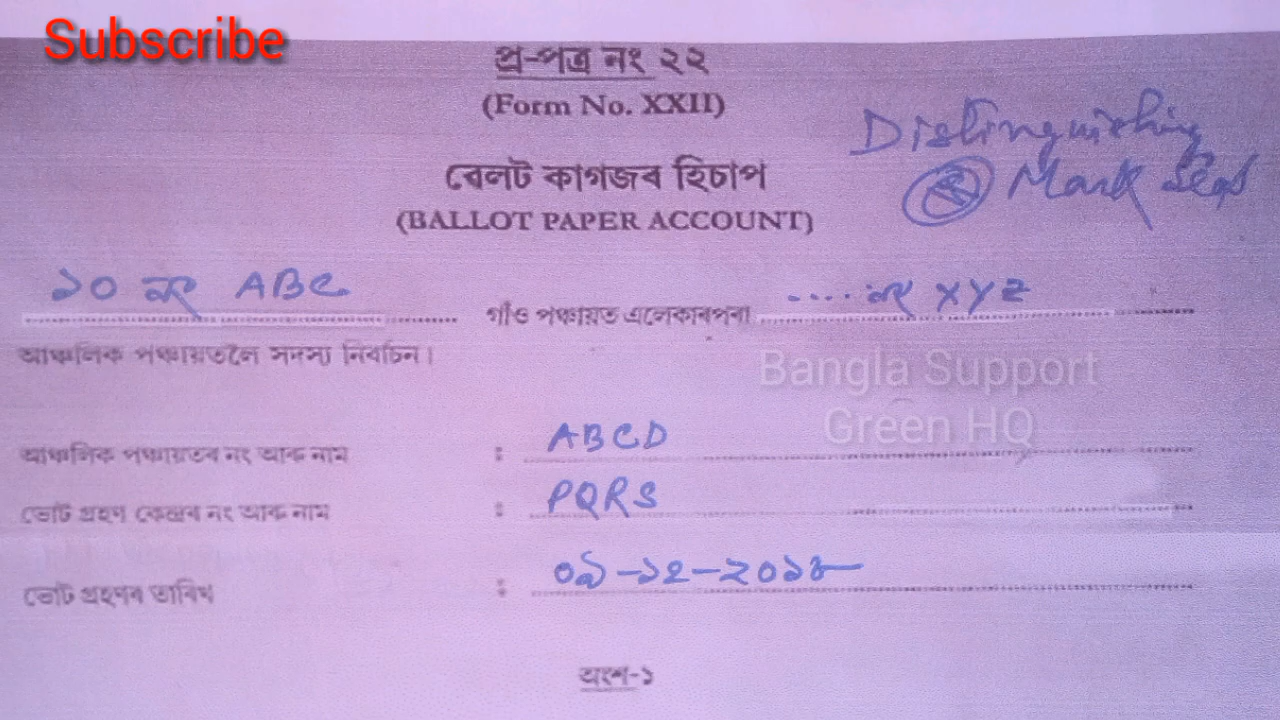 Subscribe
প্ৰ-পত্ৰ নং ২২
(Form No. XXII)
Distinguishing
Mark Seal
বেলট কাগজৰ হিচাপ
(BALLOT PAPER ACCOUNT)
১০ নং ABC গাঁও পঞ্চায়ত এলেকাৰপৰা .... নং XYZ
আঞ্চলিক পঞ্চায়তলৈ সদস্য নিৰ্বাচন।
Bangla Support
Green HQ
আঞ্চলিক পঞ্চায়তৰ নং আৰু নাম : ABCD
ভোট গ্ৰহণ কেন্দ্ৰৰ নং আৰু নাম : PQRS
ভোট গ্ৰহণৰ তাৰিখ : ০৯-১২-২০১৮
অংশ-১